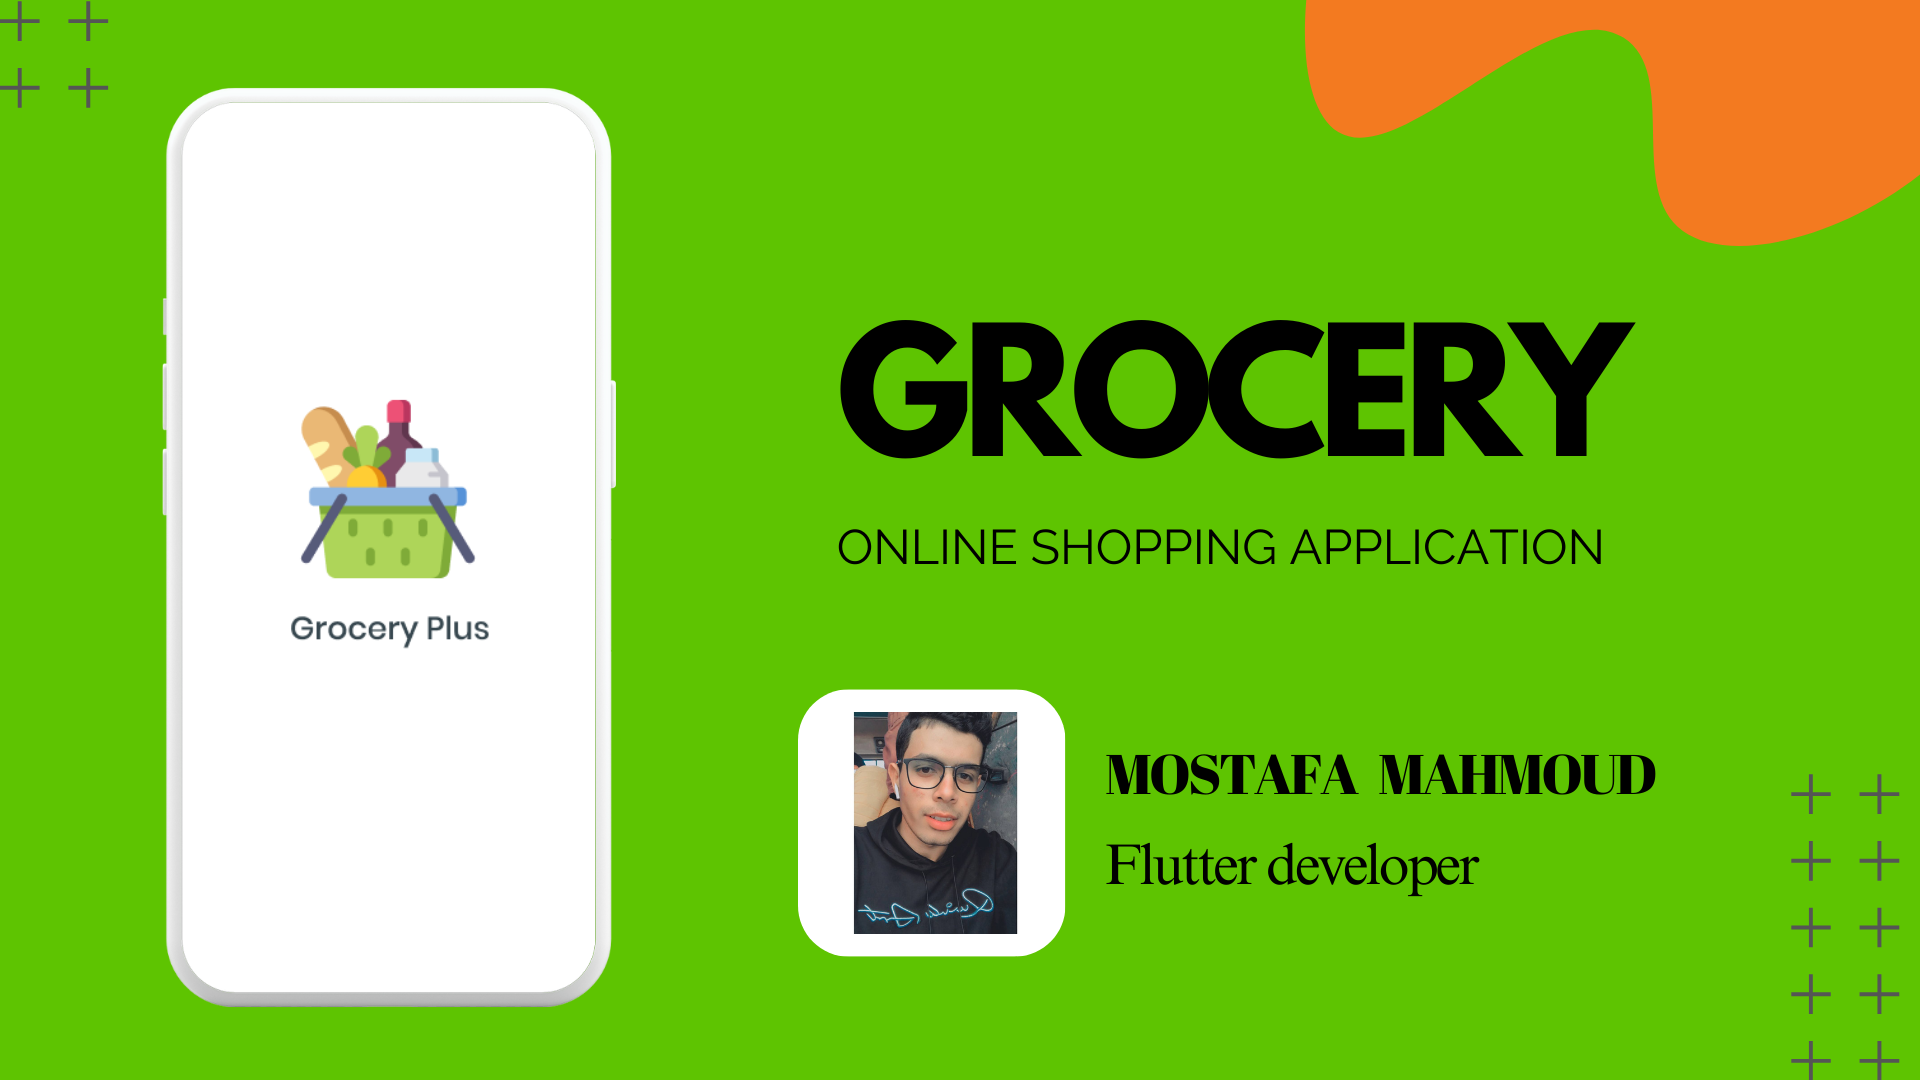 Grocery Plus
GROCERY
ONLINE SHOPPING APPLICATION
MOSTAFA MAHMOUD
Flutter developer